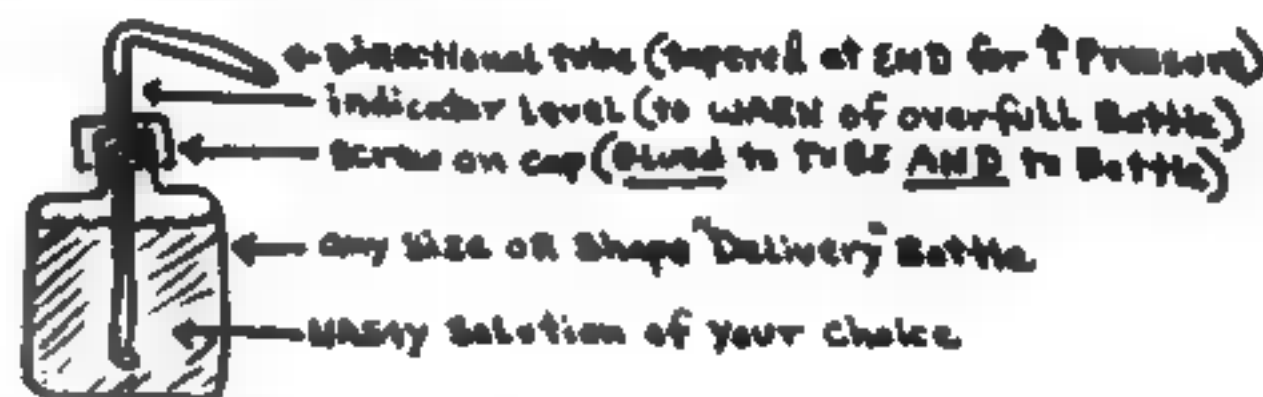 Directional tube (tapered at END for ↑ Pressure)
indicator Level (to WARN of overfull Bottle)
Screw on cap (Glued to TUBE AND to Bottle)
any Size OR Shape "Delivery" Bottle
Solution of your choice